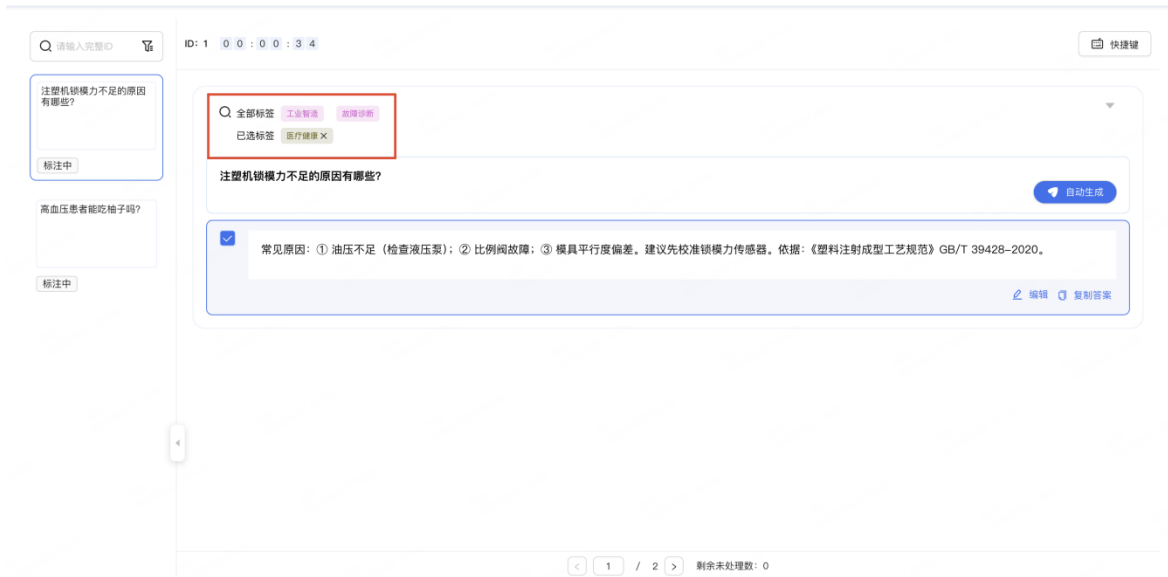 请输入完整ID
ID: 1 00:00:34
快捷键
注塑机锁模力不足的原因
有哪些?
标注中
高血压患者能吃柚子吗?
标注中
全部标签 工业智造 故障诊断
已选标签 医疗健康 ×
注塑机锁模力不足的原因有哪些?
自动生成
常见原因:① 油压不足(检查液压泵);② 比例阀故障;③ 模具平行度偏差。建议先校准锁模力传感器。依据:《塑料注射成型工艺规范》GB/T 39428-2020。
编辑 复制答案
< 1 / 2 > 剩余未处理数: 0